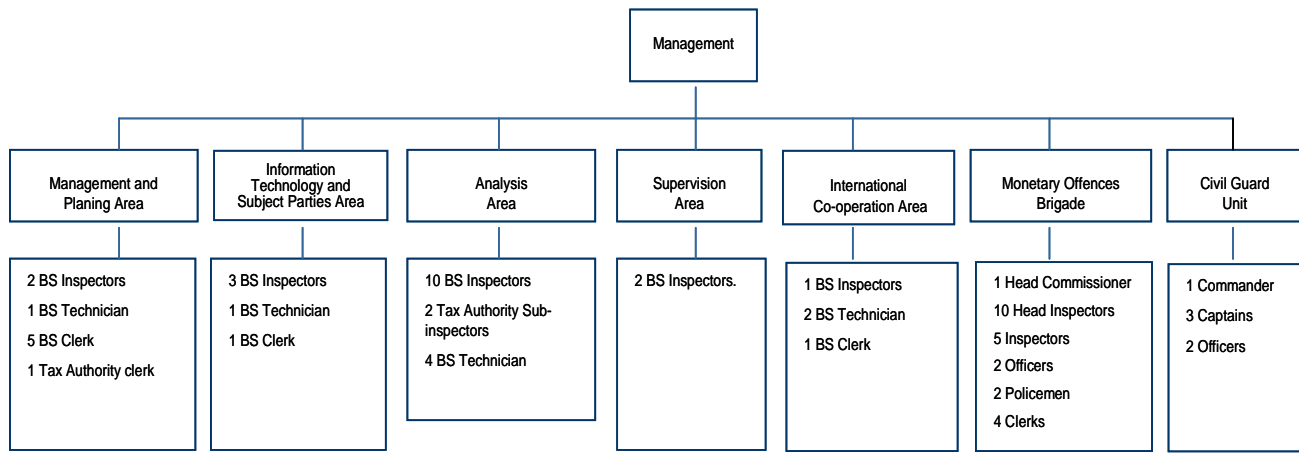 Management
Management and
Planing Area
Information
Technology and
Subject Parties Area
Analysis
Area
Supervision
Area
International
Co-operation Area
Monetary Offences
Brigade
Civil Guard
Unit
2 BS Inspectors
1 BS Technician
5 BS Clerk
1 Tax Authority clerk
3 BS Inspectors
1 BS Technician
1 BS Clerk
10 BS Inspectors
2 Tax Authority Sub-
inspectors
4 BS Technician
2 BS Inspectors.
1 BS Inspectors
2 BS Technician
1 BS Clerk
1 Head Commissioner
10 Head Inspectors
5 Inspectors
2 Officers
2 Policemen
4 Clerks
1 Commander
3 Captains
2 Officers